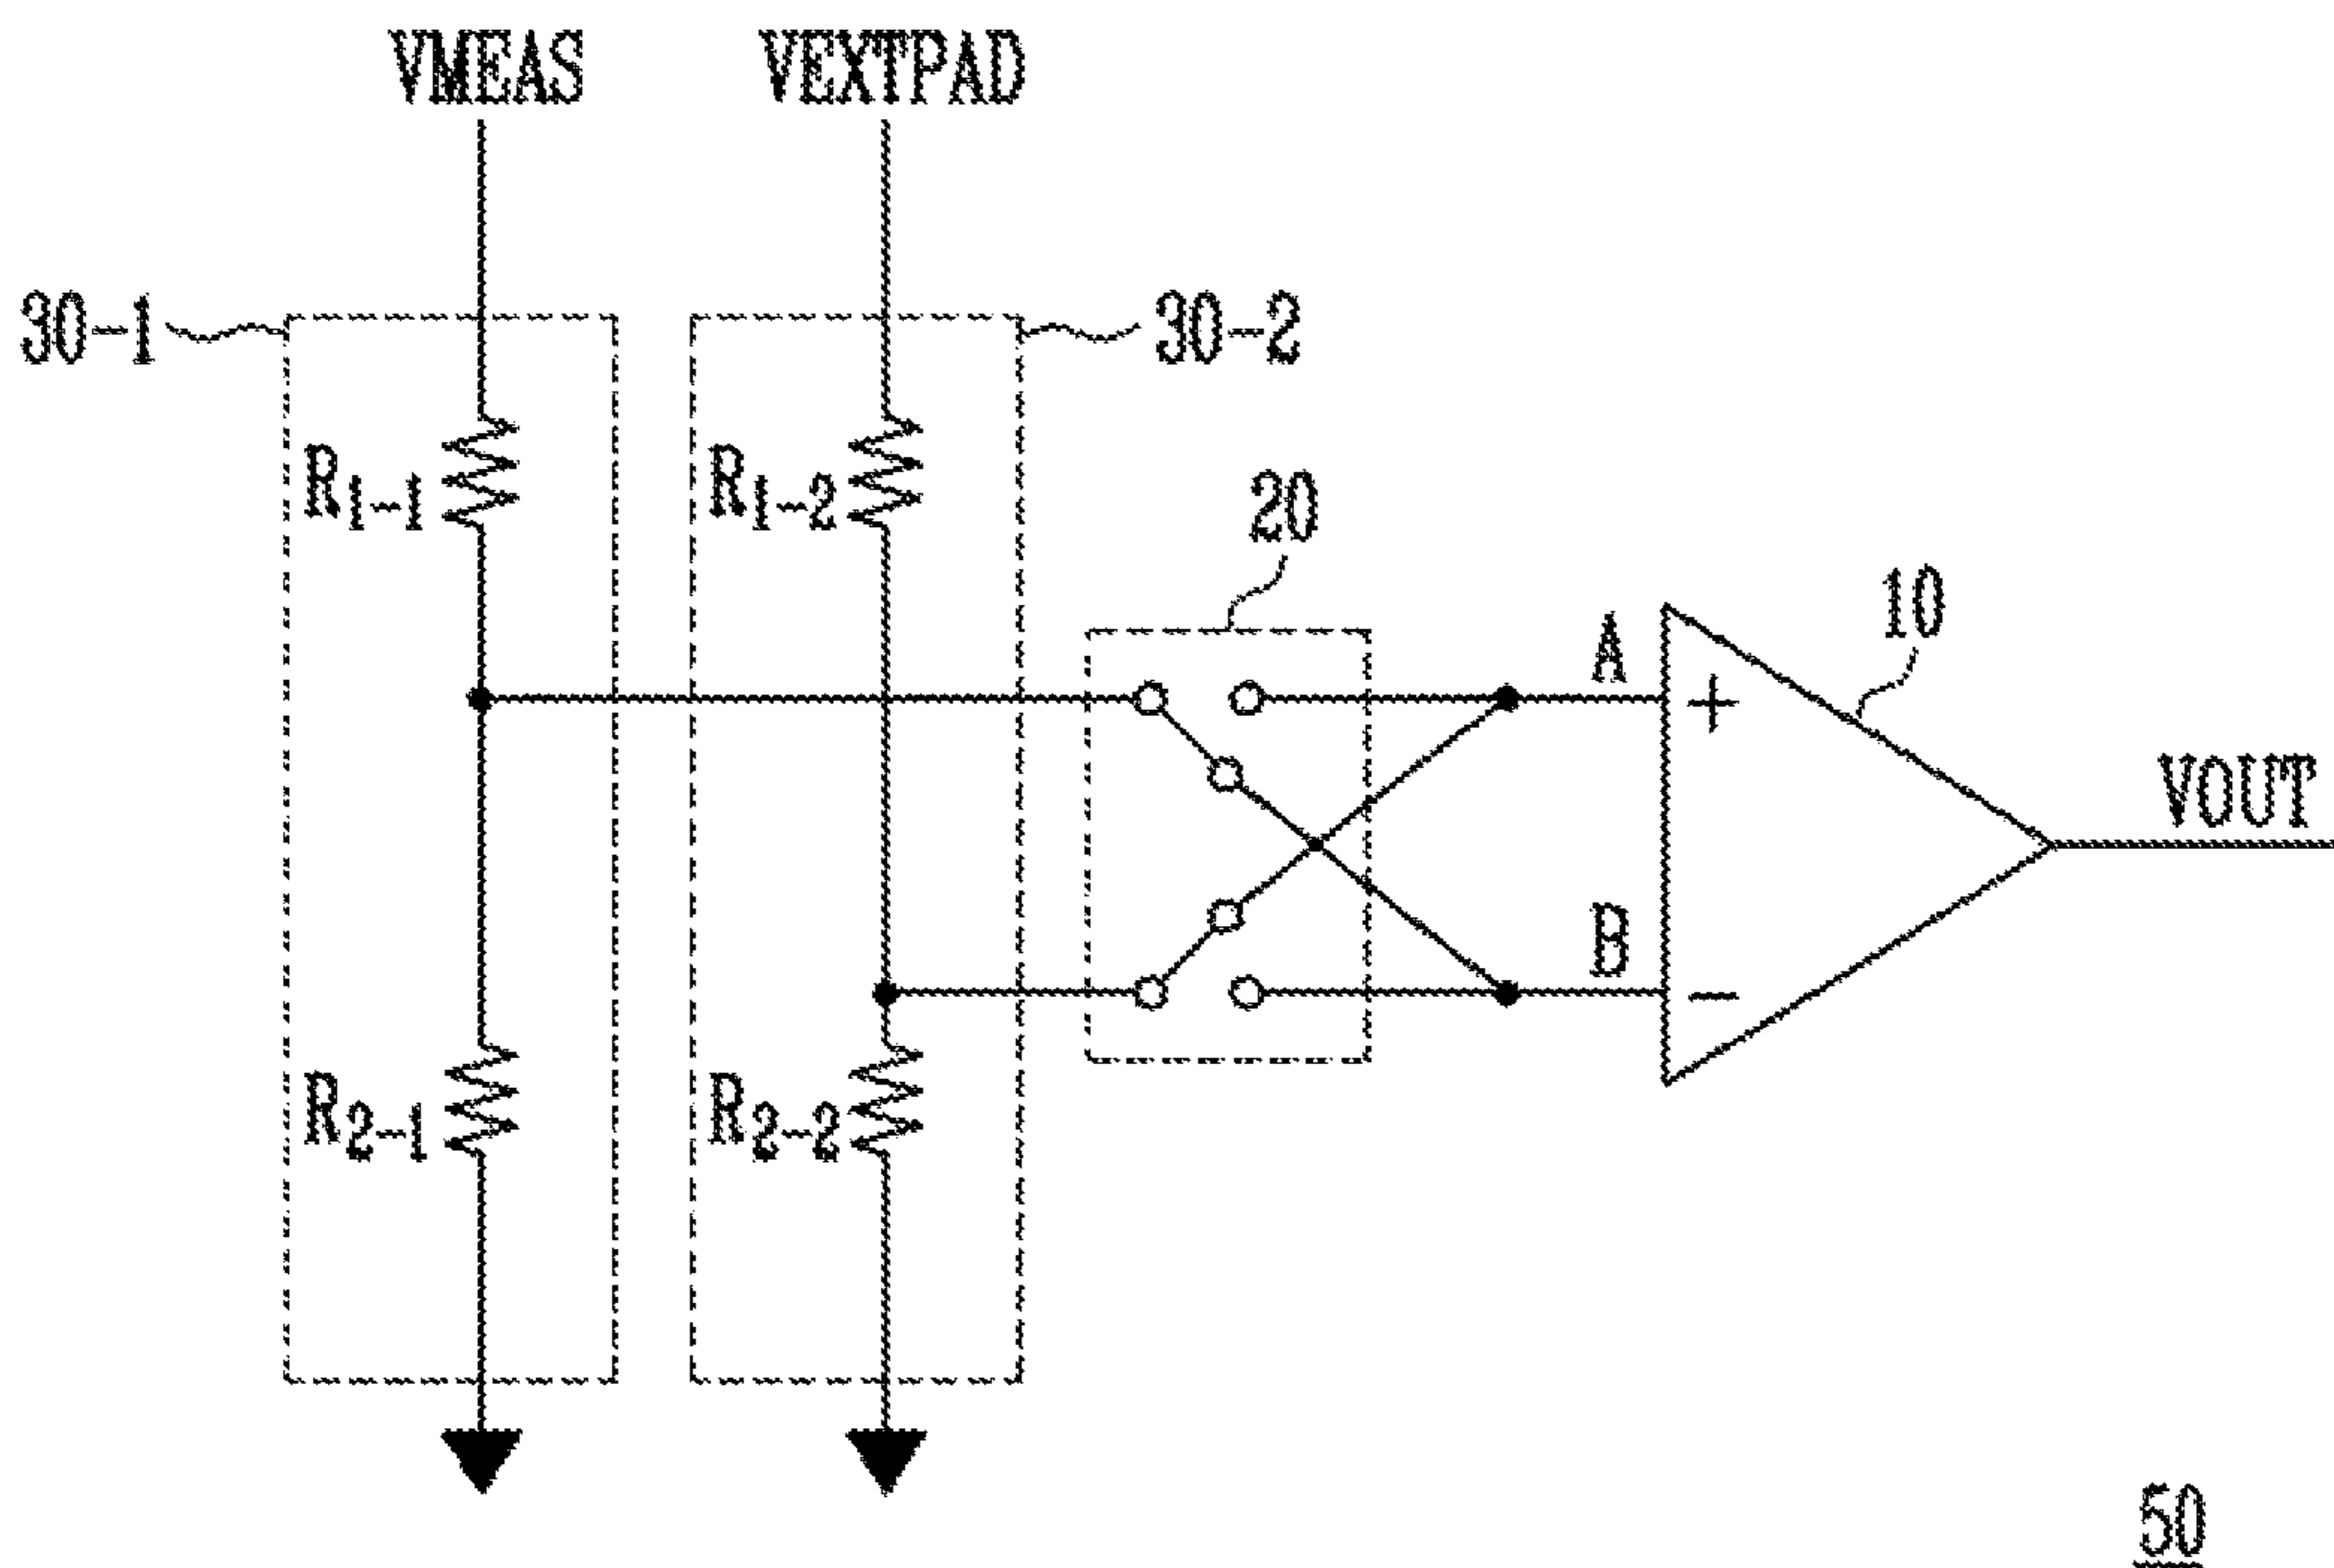 VMEAS VEXTPAD
30-1
30-2
R1-1
R1-2
20
10
A
+
VOUT
B
-
R2-1
R2-2
50